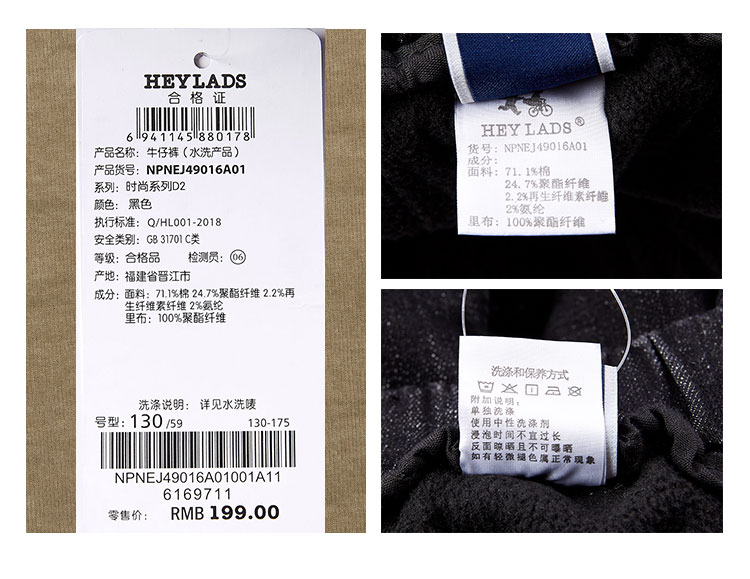 HEYLADS
合格证
6 941145 880178
产品名称: 牛仔裤 (水洗产品)
产品货号: NPNEJ49016A01
系列: 时尚系列D2
颜色: 黑色
执行标准: Q/HL001-2018
安全类别: GB 31701 C类
等级: 合格品 检测员: 06
产地: 福建省晋江市
成分: 面料: 71.1%棉 24.7%聚酯纤维 2.2%再
生纤维素纤维 2%氨纶
里布: 100%聚酯纤维
洗涤说明: 详见水洗唛
号型: 130/59 130-175
NPNEJ49016A01001A11
6169711
零售价: RMB 199.00
HEYLADS®
货号: NPNEJ49016A01
成分:
面料: 71.1%棉
24.7%聚酯纤维
2.2%再生纤维素纤维
2%氨纶
里布: 100%聚酯纤维
洗涤和保养方式
附加说明:
单独洗涤
使用中性洗涤剂
浸泡时间不宜过长
反面晾晒且不可曝晒
如有轻微褪色属正常现象